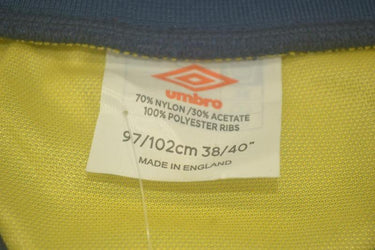 umbro
70% NYLON / 30% ACETATE
100% POLYESTER RIBS
97/102cm 38/40"
MADE IN ENGLAND